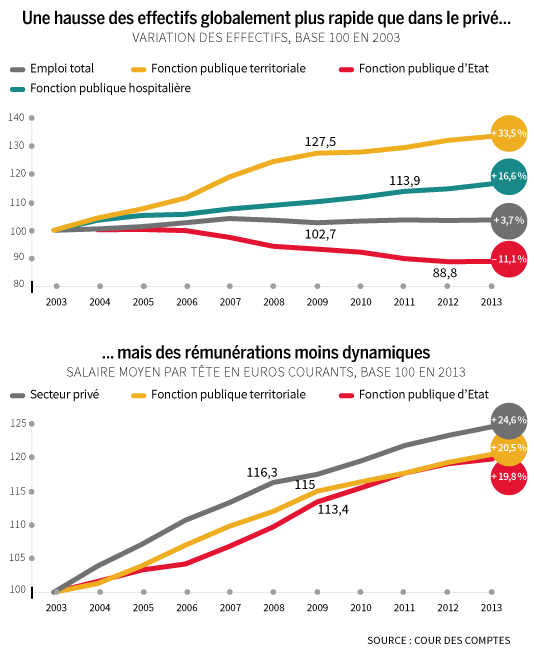 Une hausse des effectifs globalement plus rapide que dans le privé...
VARIATION DES EFFECTIFS, BASE 100 EN 2003
Emploi total Fonction publique territoriale Fonction publique d'Etat
Fonction publique hospitalière
140
130
120
110
100
90
80
127,5
113,9
102,7
88,8
+ 33,5 %
+ 16,6 %
+ 3,7 %
– 11,1 %
2003 2004 2005 2006 2007 2008 2009 2010 2011 2012 2013
... mais des rémunérations moins dynamiques
SALAIRE MOYEN PAR TÊTE EN EUROS COURANTS, BASE 100 EN 2013
Secteur privé Fonction publique territoriale Fonction publique d'Etat
125
120
115
110
105
100
116,3
115
113,4
+ 24,6 %
+ 20,5 %
+ 19,8 %
2003 2004 2005 2006 2007 2008 2009 2010 2011 2012 2013
SOURCE : COUR DES COMPTES